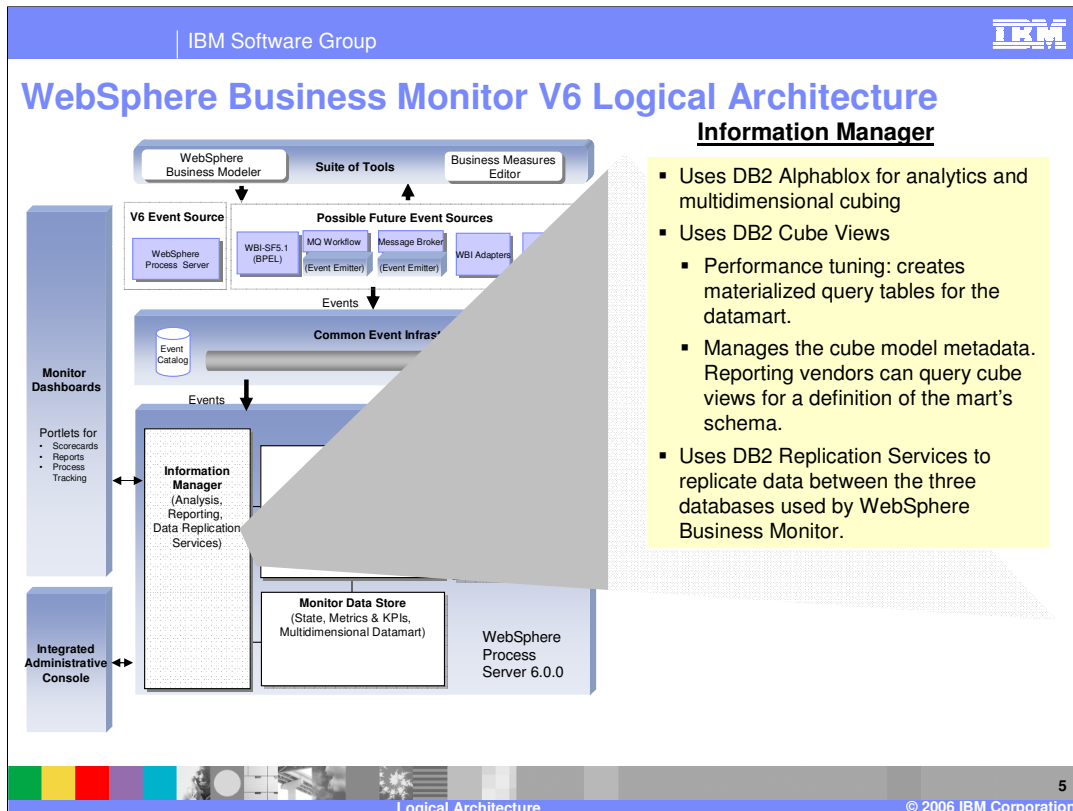 IBM Software Group
IBM
WebSphere Business Monitor V6 Logical Architecture
Information Manager
WebSphere
Business Modeler
Suite of Tools
Business Measures
Editor
V6 Event Source
WebSphere
Process Server
Possible Future Event Sources
WBI-SF5.1
(BPEL)
MQ Workflow
(Event Emitter)
Message Broker
(Event Emitter)
WBI Adapters
Events
Common Event Infrast
Event
Catalog
Events
Monitor
Dashboards
Portlets for
• Scorecards
• Reports
• Process
Tracking
Information
Manager
(Analysis,
Reporting,
Data Replication
Services)
Monitor Data Store
(State, Metrics & KPIs,
Multidimensional Datamart)
WebSphere
Process
Server 6.0.0
Integrated
Administrative
Console
▪ Uses DB2 Alphablox for analytics and
multidimensional cubing
▪ Uses DB2 Cube Views
▪ Performance tuning: creates
materialized query tables for the
datamart.
▪ Manages the cube model metadata.
Reporting vendors can query cube
views for a definition of the mart's
schema.
▪ Uses DB2 Replication Services to
replicate data between the three
databases used by WebSphere
Business Monitor.
5
Logical Architecture
© 2006 IBM Corporation